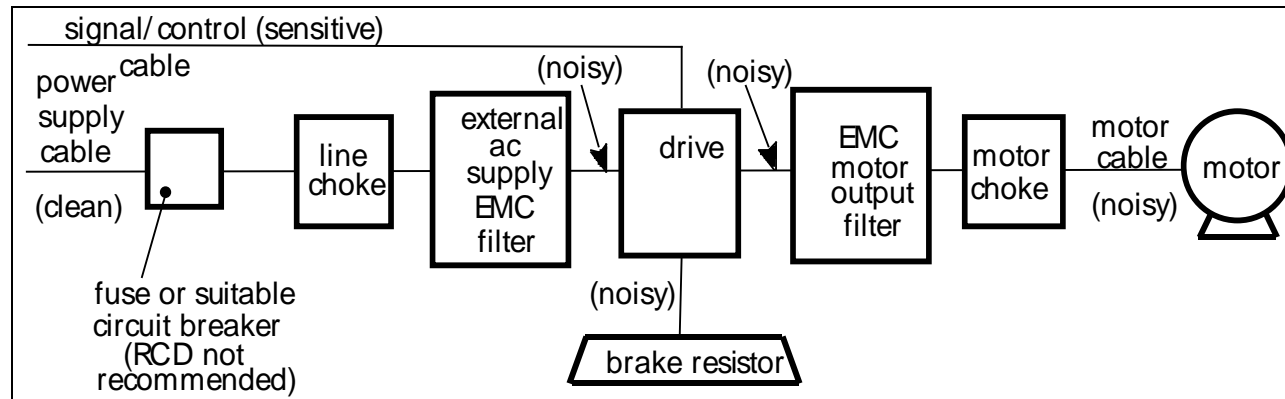 signal/control (sensitive)
cable
power
supply
cable
(clean)
fuse or suitable
circuit breaker
(RCD not
recommended)
line
choke
external
ac
supply
EMC
filter
(noisy)
drive
(noisy)
brake resistor
(noisy)
EMC
motor
output
filter
motor
choke
motor
cable
(noisy)
motor